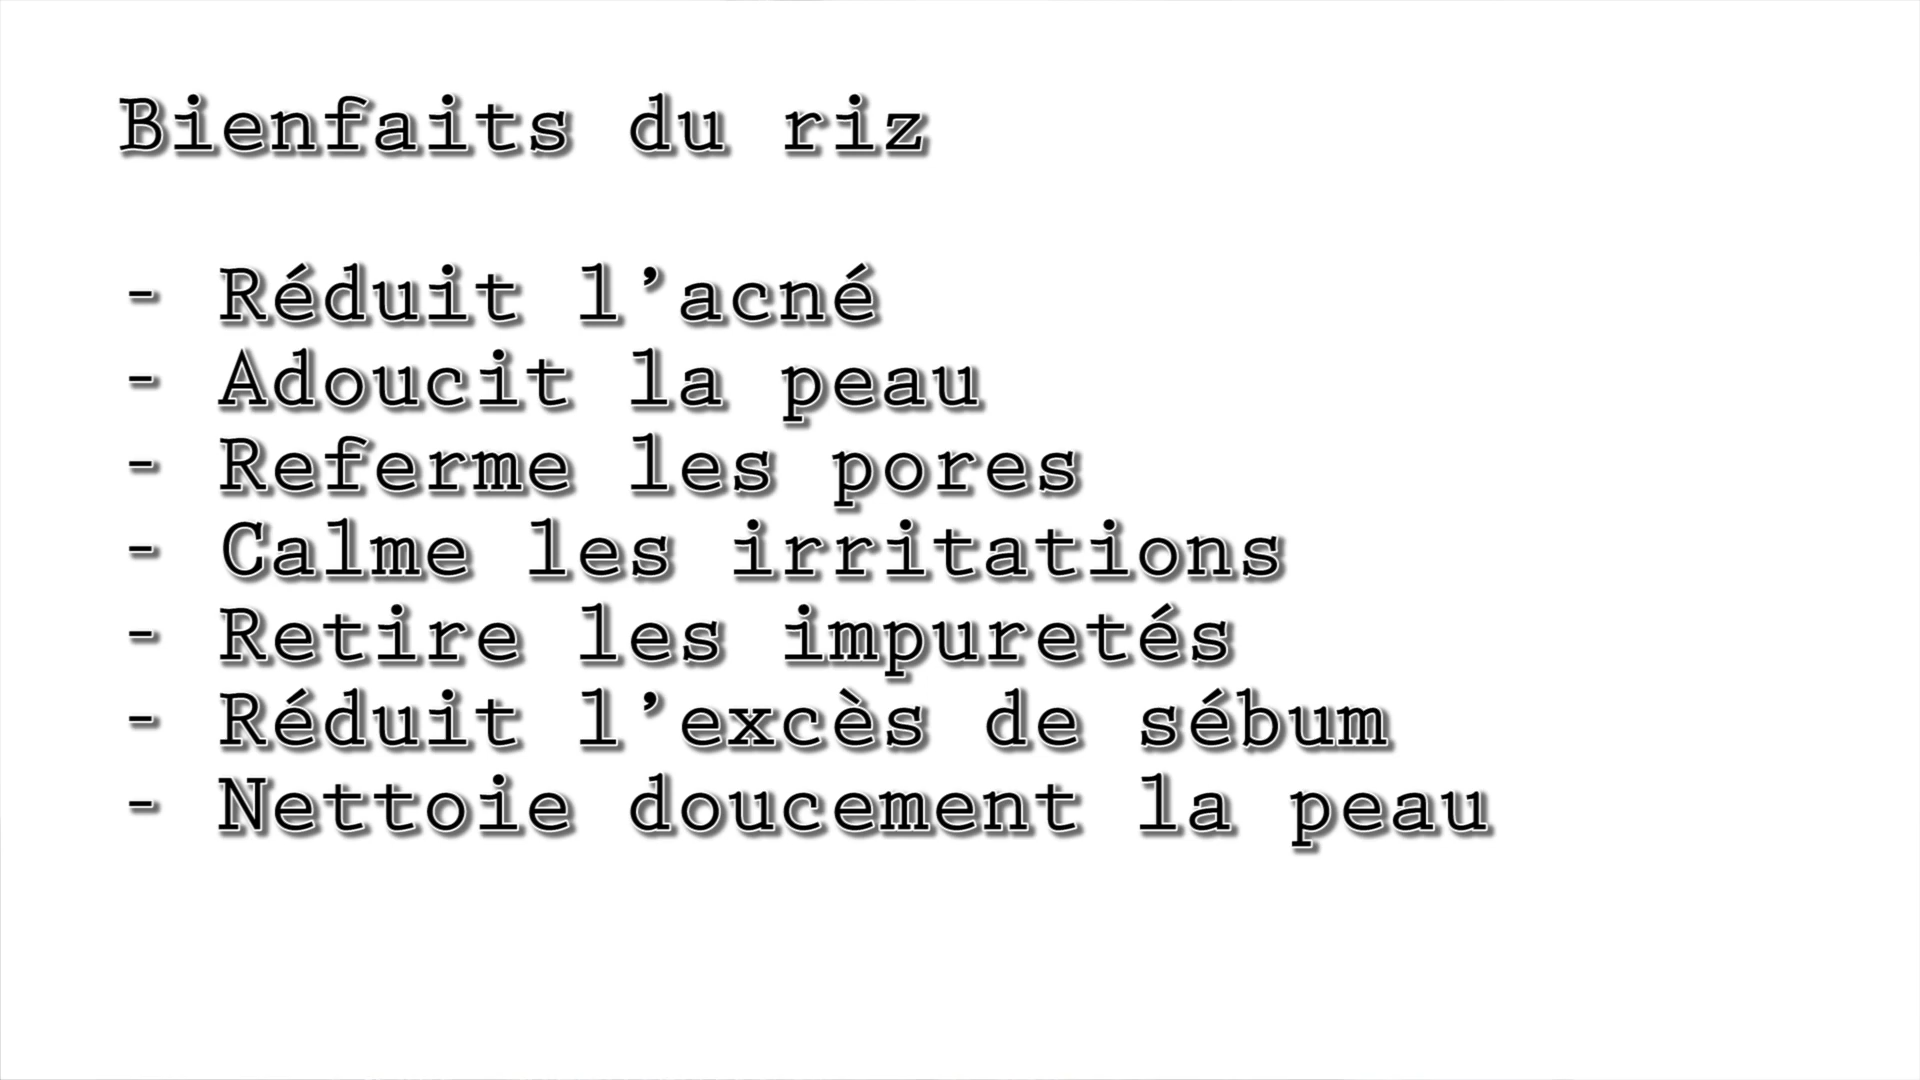 Bienfaits du riz
- Réduit l’acné
- Adoucit la peau
- Referme les pores
- Calme les irritations
- Retire les impuretés
- Réduit l’excès de sébum
- Nettoie doucement la peau